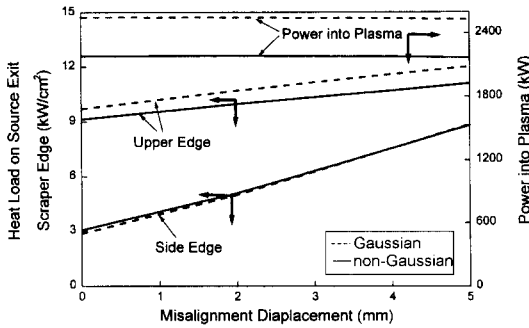 Heat Load on Source Exit
Scraper Edge (kW/cm²)
15
12
9
6
3
0
Power into Plasma
Upper Edge
Side Edge
Gaussian
non-Gaussian
2400
1800
1200
600
0
Power into Plasma (kW)
0
1
2
3
4
5
Misalignment Diaplacement (mm)